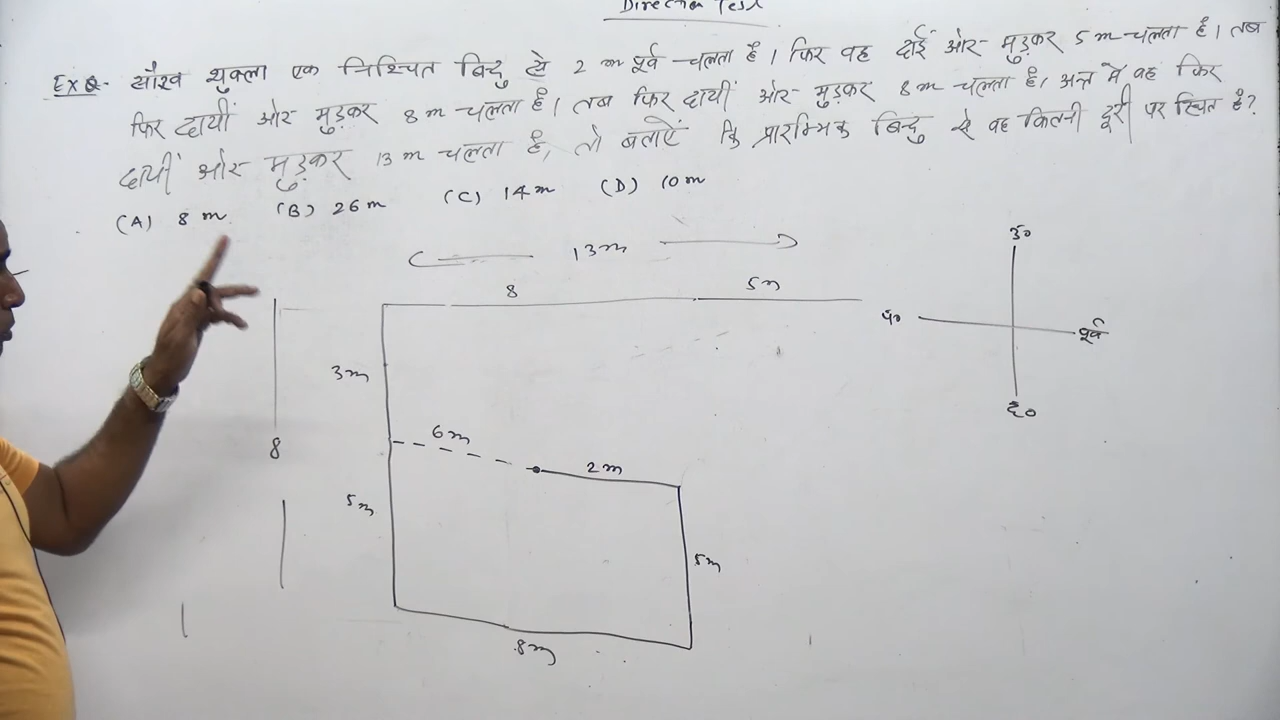 Direction Test
Ex Q- सौरव शुक्ला एक निश्चित बिन्दु से 2 m पूर्व चलता है। फिर वह दाईं ओर मुड़कर 5 m चलता है। तब
फिर दायीं ओर मुड़कर 8 m चलता है। तब फिर दायीं ओर मुड़कर 8 m चलता है। अन्त में वह फिर
दायीं ओर मुड़कर 13 m चलता है, तो बताऐं कि प्रारम्भिक बिन्दु से वह कितनी दूरी पर स्थित है?
(A) 8 m (B) 26 m (C) 14 m (D) 10 m
13m
8 5m
3m
8
5m
6m
2m
5m
8m
उ०
प० पूर्व
द०